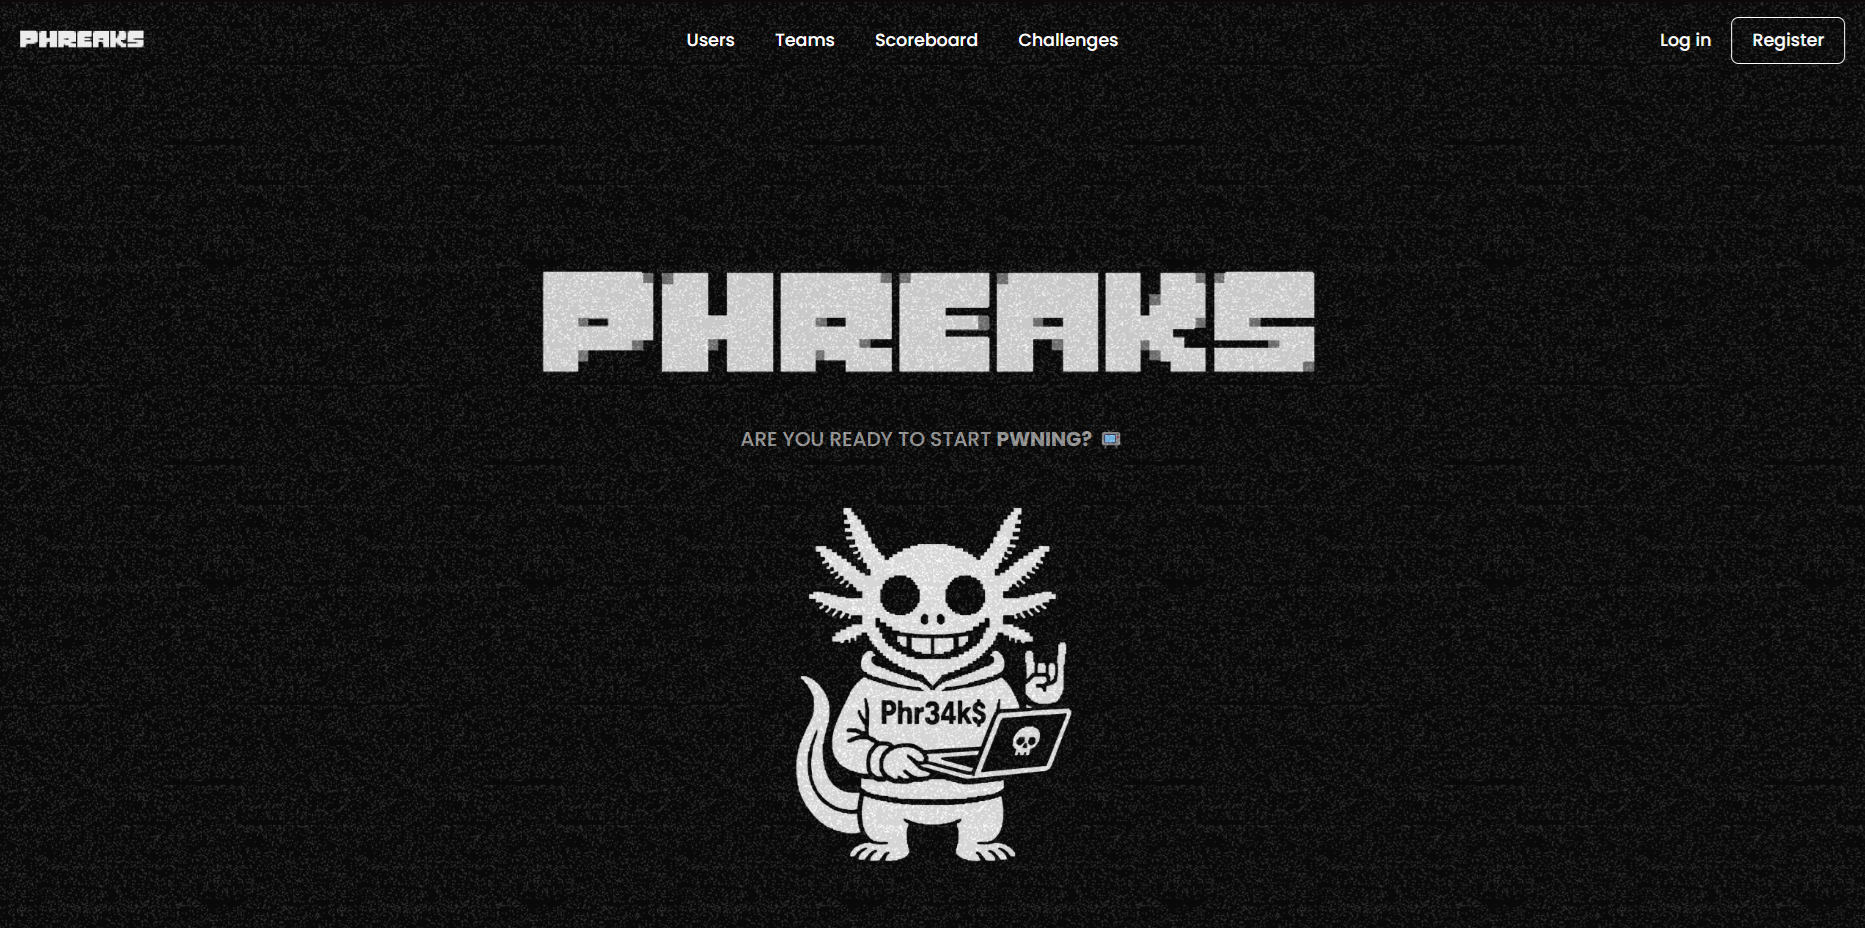 PHREAKS
Users Teams Scoreboard Challenges
Log in Register
PHREAKS
ARE YOU READY TO START PWNING?
Phr34k$